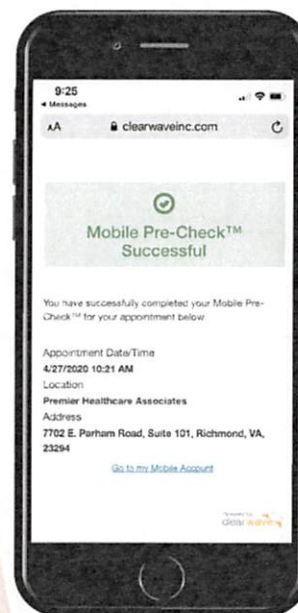 9:25
Messages
AA clearwaveinc.com
Mobile Pre-Check™
Successful
You have successfully completed your Mobile Pre-
Check™ for your appointment below
Appointment Date/Time
4/27/2020 10:21 AM
Location
Premier Healthcare Associates
Address
7702 E. Parham Road, Suite 101, Richmond, VA,
23294
Go to my Mobile Account
clearwave